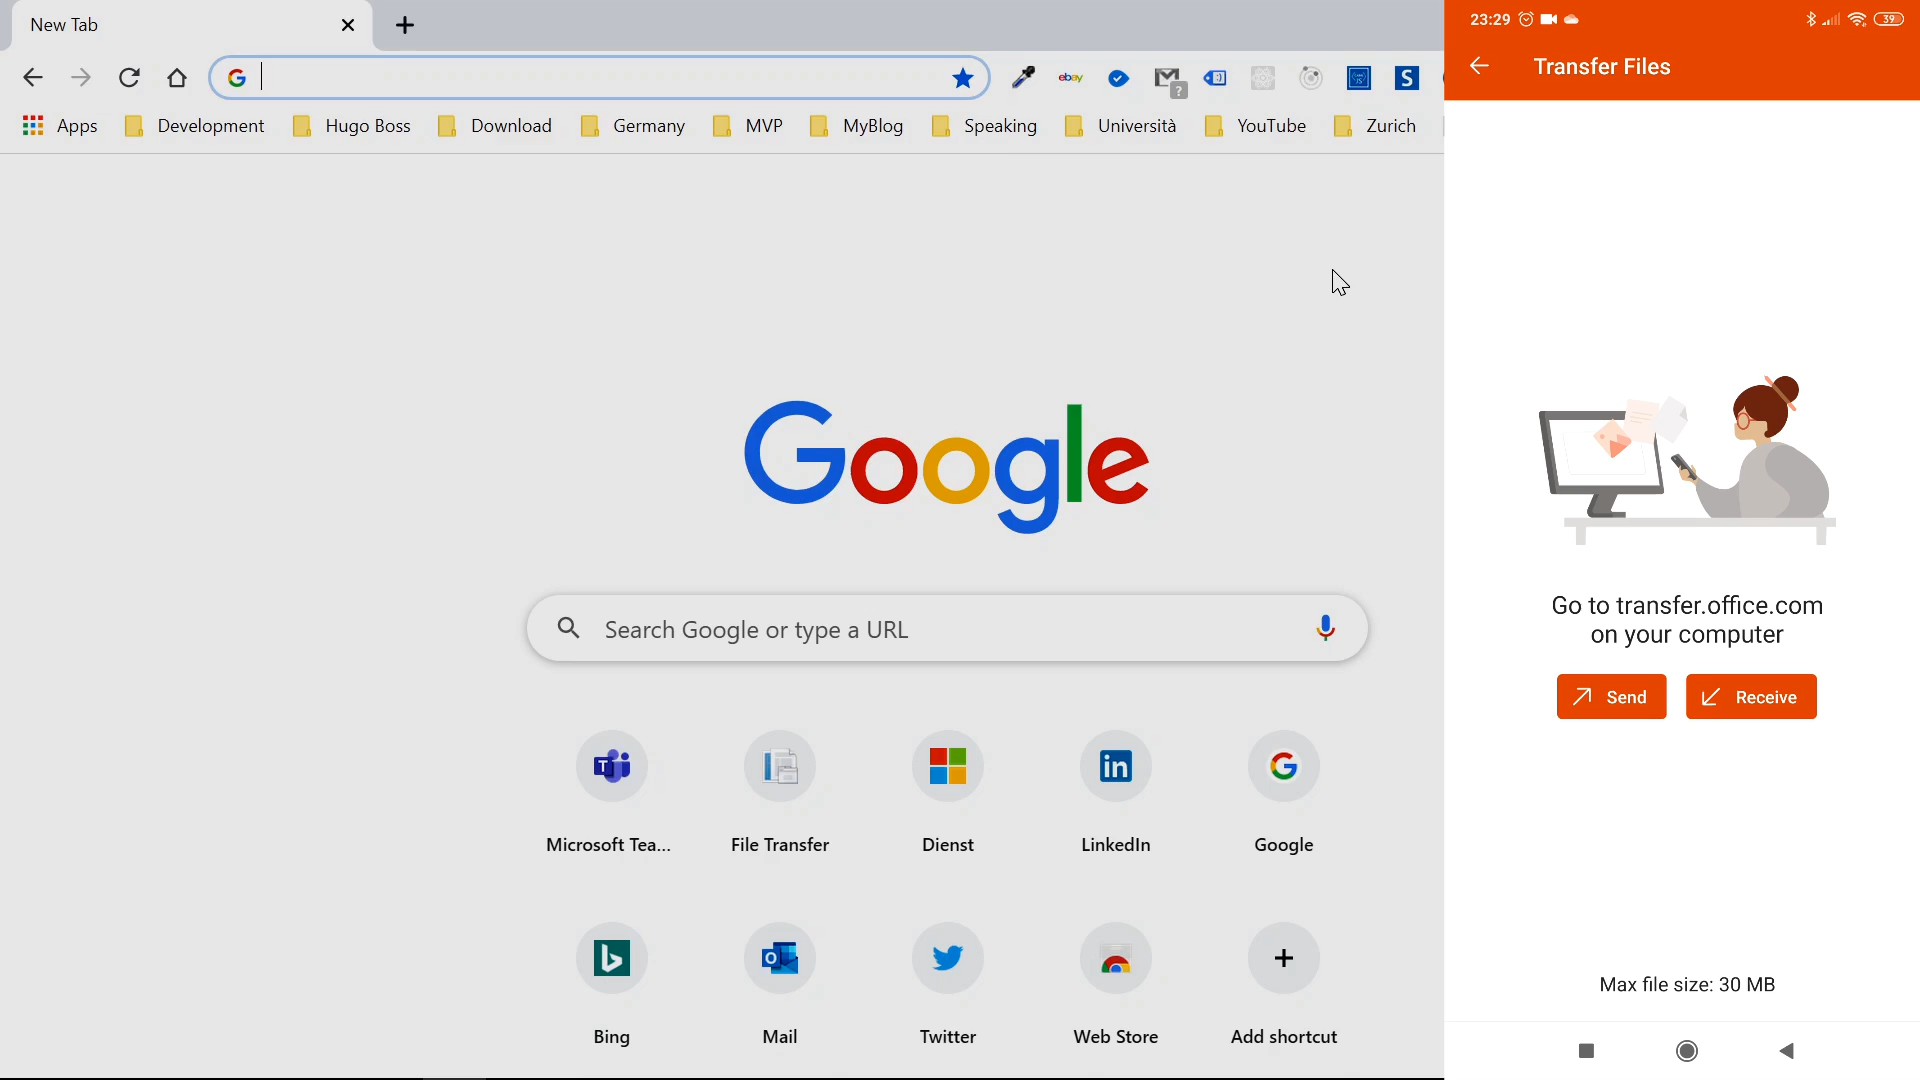 New Tab
ebay
?
S
Apps
Development
Hugo Boss
Download
Germany
MVP
MyBlog
Speaking
Università
YouTube
Zurich
Google
Search Google or type a URL
Microsoft Tea...
File Transfer
Dienst
LinkedIn
Google
Bing
Mail
Twitter
Web Store
Add shortcut
23:29
39
Transfer Files
Go to transfer.office.com
on your computer
Send
Receive
Max file size: 30 MB